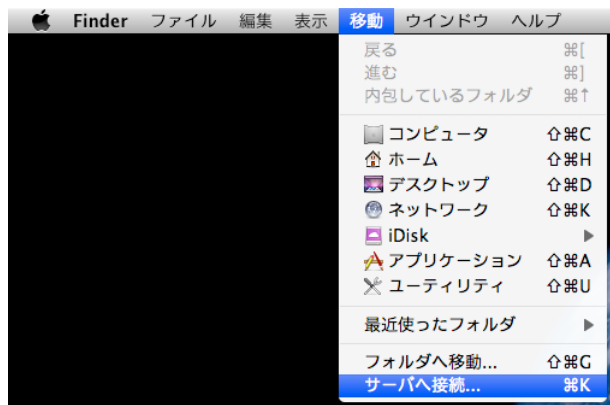 Finder ファイル 編集 表示 移動 ウインドウ ヘルプ
戻る ⌘[
進む ⌘]
内包しているフォルダ ⌘↑
コンピュータ ⇧⌘C
ホーム ⇧⌘H
デスクトップ ⇧⌘D
ネットワーク ⇧⌘K
iDisk
アプリケーション ⇧⌘A
ユーティリティ ⇧⌘U
最近使ったフォルダ
フォルダへ移動... ⇧⌘G
サーバへ接続... ⌘K